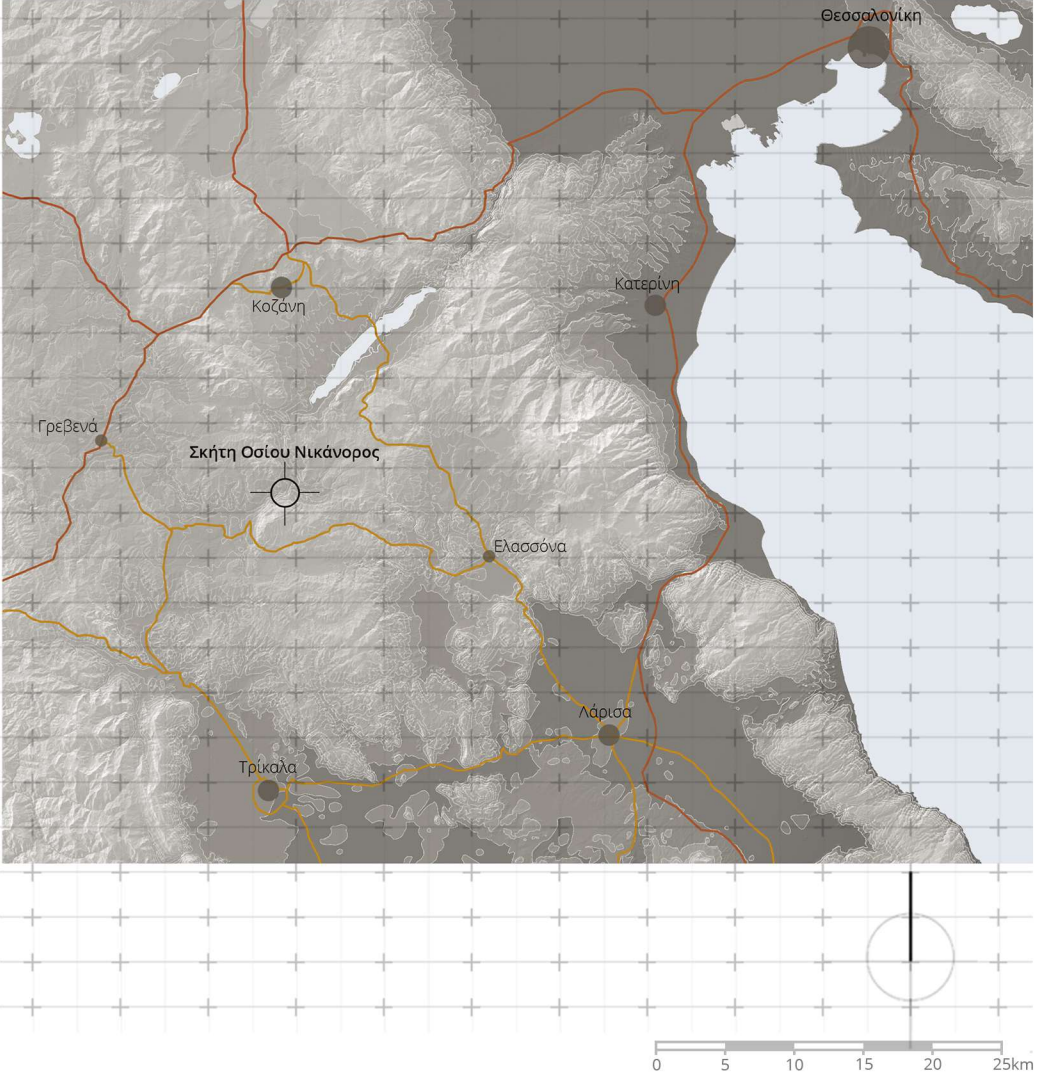 Θεσσαλονίκη
Κατερίνη
Κοζάνη
Γρεβενά
Σκήτη Οσίου Νικάνορος
Ελασσόνα
Λάρισα
Τρίκαλα
0 5 10 15 20 25km